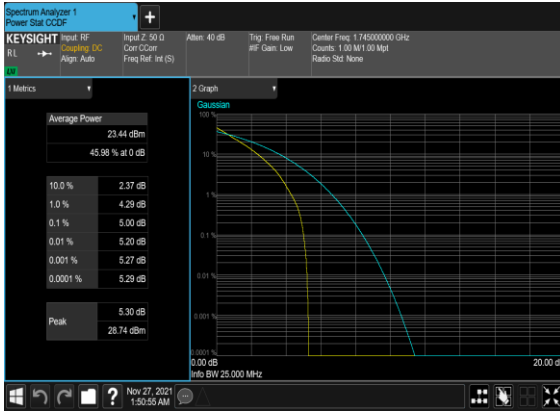 Spectrum Analyzer 1
Power Stat CCDF
+
KEYSIGHT
RL
Input: RF
Coupling: DC
Align: Auto
Input Z: 50 Ω
Corr CCorr
Freq Ref: Int (S)
Atten: 40 dB
Trig: Free Run
#IF Gain: Low
Center Freq: 1.745000000 GHz
Counts: 1.00 M/1.00 Mpt
Radio Std: None
1 Metrics
Average Power
23.44 dBm
45.98 % at 0 dB
10.0 % 2.37 dB
1.0 % 4.29 dB
0.1 % 5.00 dB
0.01 % 5.20 dB
0.001 % 5.27 dB
0.0001 % 5.29 dB
Peak
5.30 dB
28.74 dBm
2 Graph
Gaussian
100 %
10 %
1 %
0.1 %
0.01 %
0.001 %
0.0001 %
0.00 dB
20.00 d
Info BW 25.000 MHz
?
Nov 27, 2021
1:50:55 AM